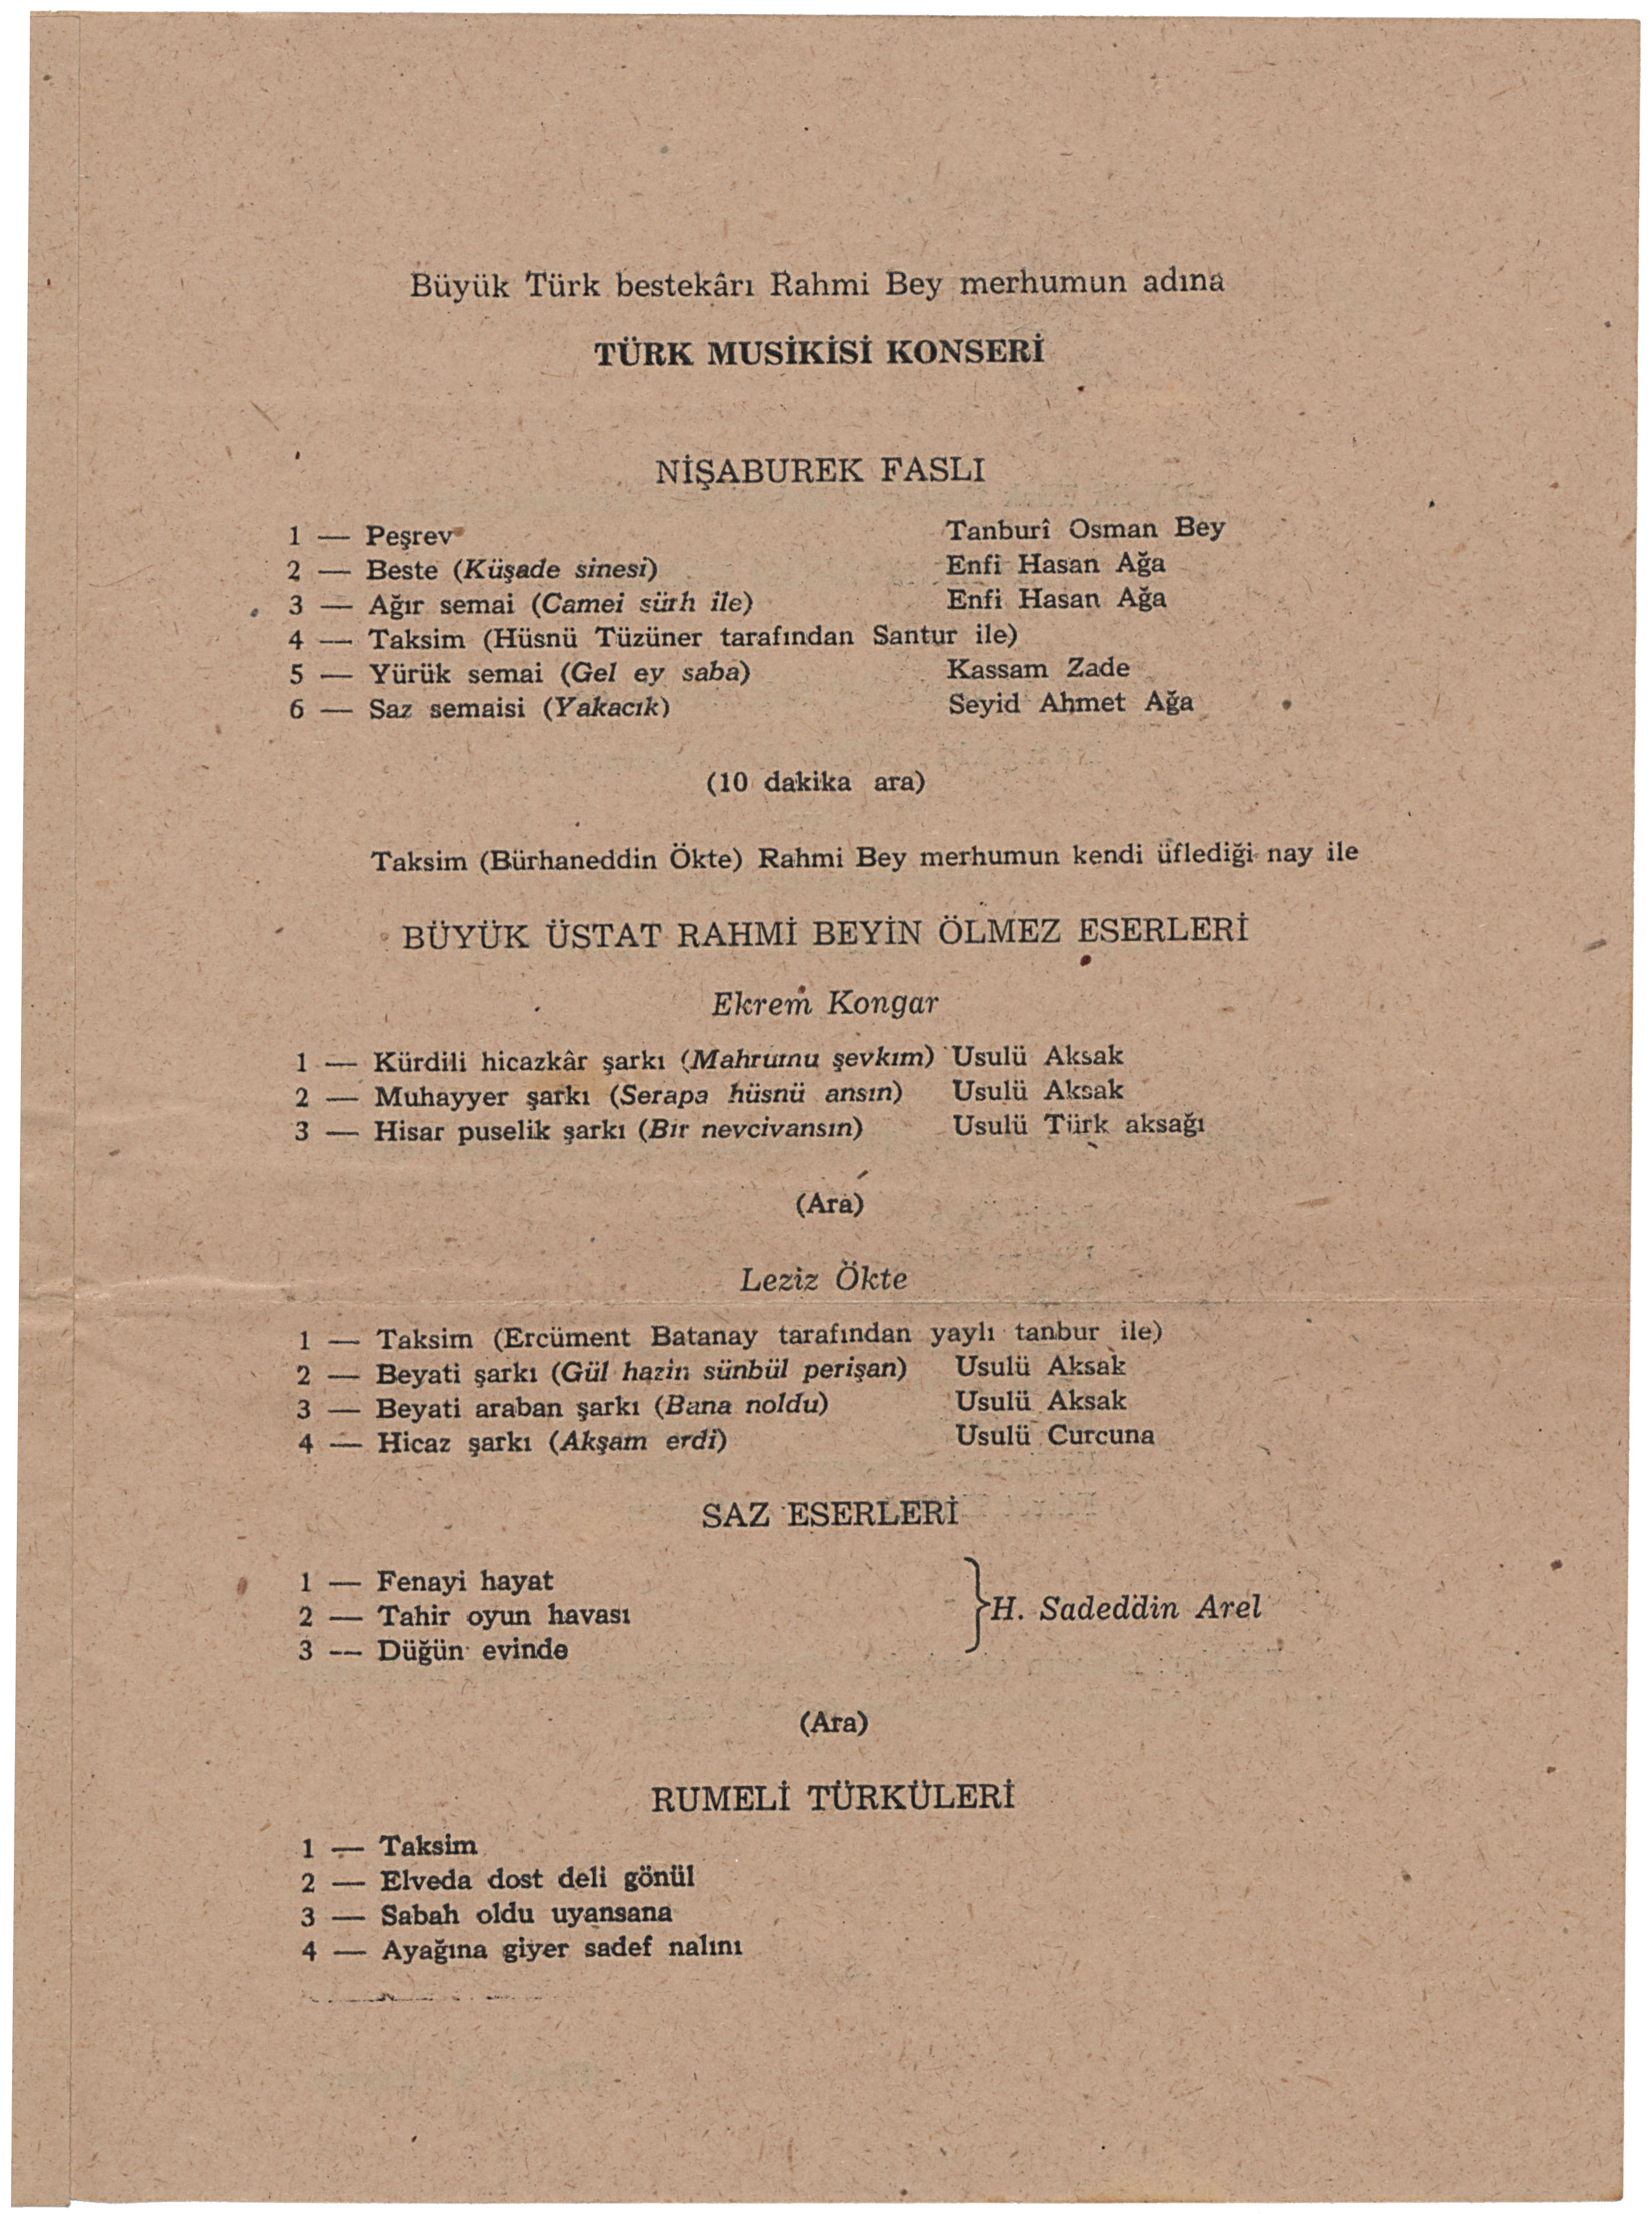 Büyük Türk bestekârı Rahmi Bey merhumun adına
TÜRK MUSİKİSİ KONSERİ
NİŞABUREK FASLI
1 — Peşrev Tanburî Osman Bey
2 — Beste (Küşade sinesi) Enfi Hasan Ağa
3 — Ağır semai (Camei sürh ile) Enfi Hasan Ağa
4 — Taksim (Hüsnü Tüzüner tarafından Santur ile)
5 — Yürük semai (Gel ey saba) Kassam Zade
6 — Saz semaisi (Yakacık) Seyid Ahmet Ağa
(10 dakika ara)
Taksim (Bürhaneddin Ökte) Rahmi Bey merhumun kendi üflediği nay ile
BÜYÜK ÜSTAT RAHMİ BEYİN ÖLMEZ ESERLERİ
Ekrem Kongar
1 — Kürdili hicazkâr şarkı (Mahrumu şevkım) Usulü Aksak
2 — Muhayyer şarkı (Serapa hüsnü ansın) Usulü Aksak
3 — Hisar puselik şarkı (Bir nevcivansın) Usulü Türk aksağı
(Ara)
Leziz Ökte
1 — Taksim (Ercüment Batanay tarafından yaylı tanbur ile)
2 — Beyati şarkı (Gül hazin sünbül perişan) Usulü Aksak
3 — Beyati araban şarkı (Bana noldu) Usulü Aksak
4 — Hicaz şarkı (Akşam erdi) Usulü Curcuna
SAZ ESERLERİ
1 — Fenayi hayat
2 — Tahir oyun havası } H. Sadeddin Arel
3 — Düğün evinde
(Ara)
RUMELİ TÜRKÜLERİ
1 — Taksim
2 — Elveda dost deli gönül
3 — Sabah oldu uyansana
4 — Ayağına giyer sadef nalını